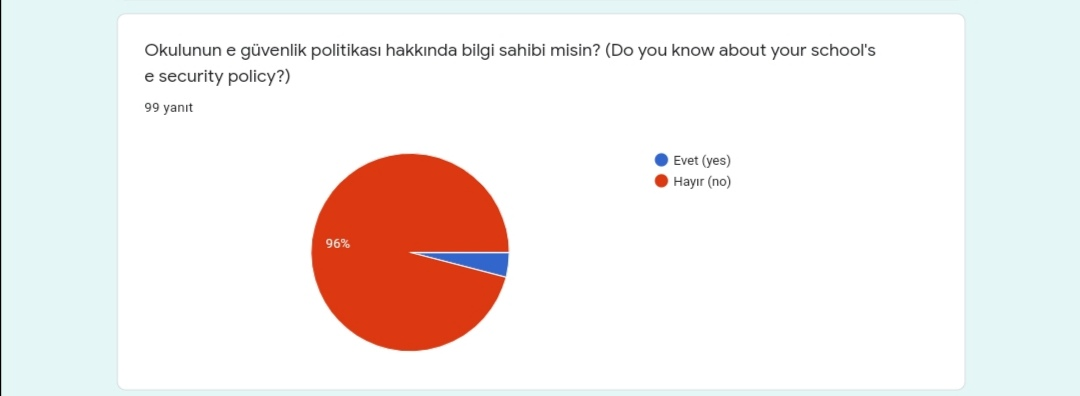 Okulunun e güvenlik politikası hakkında bilgi sahibi misin? (Do you know about your school's
e security policy?)
99 yanıt
Evet (yes)
Hayır (no)
96%